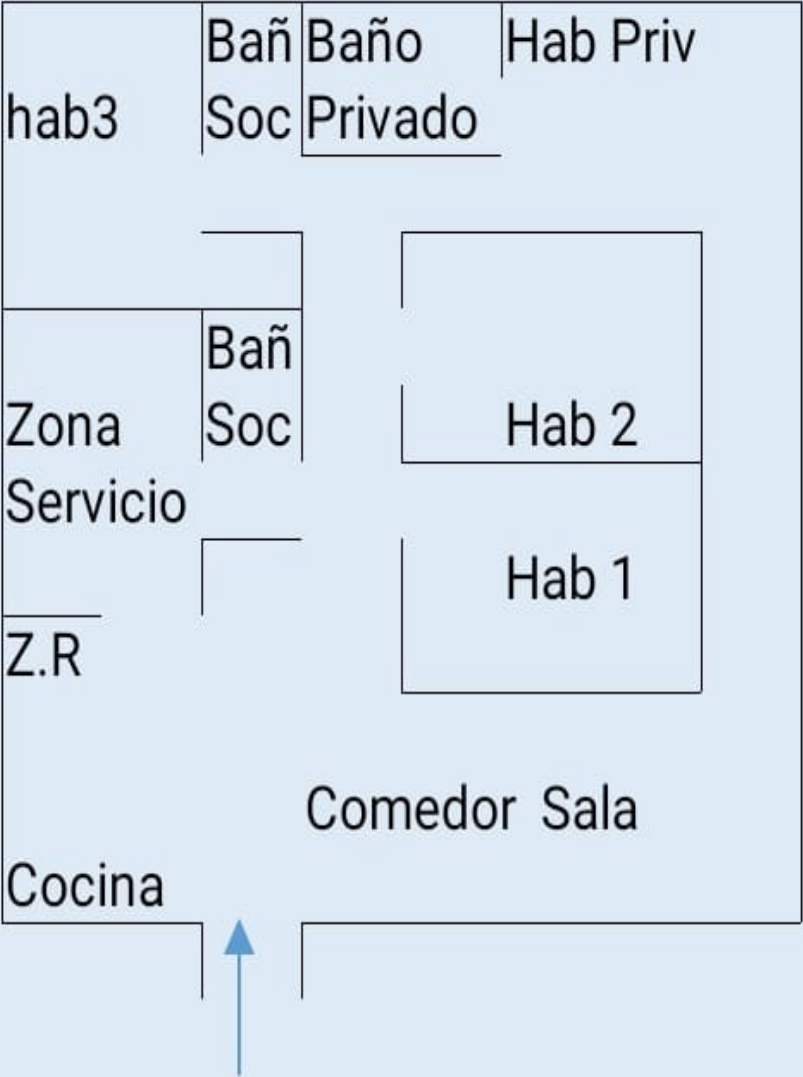 Bañ Baño Hab Priv
hab3 Soc Privado
Bañ
Zona Soc Hab 2
Servicio
Hab 1
Z.R
Comedor Sala
Cocina